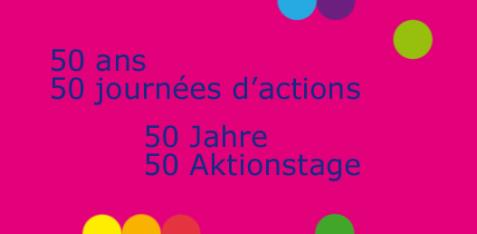 50 ans
50 journées d'actions
50 Jahre
50 Aktionstage